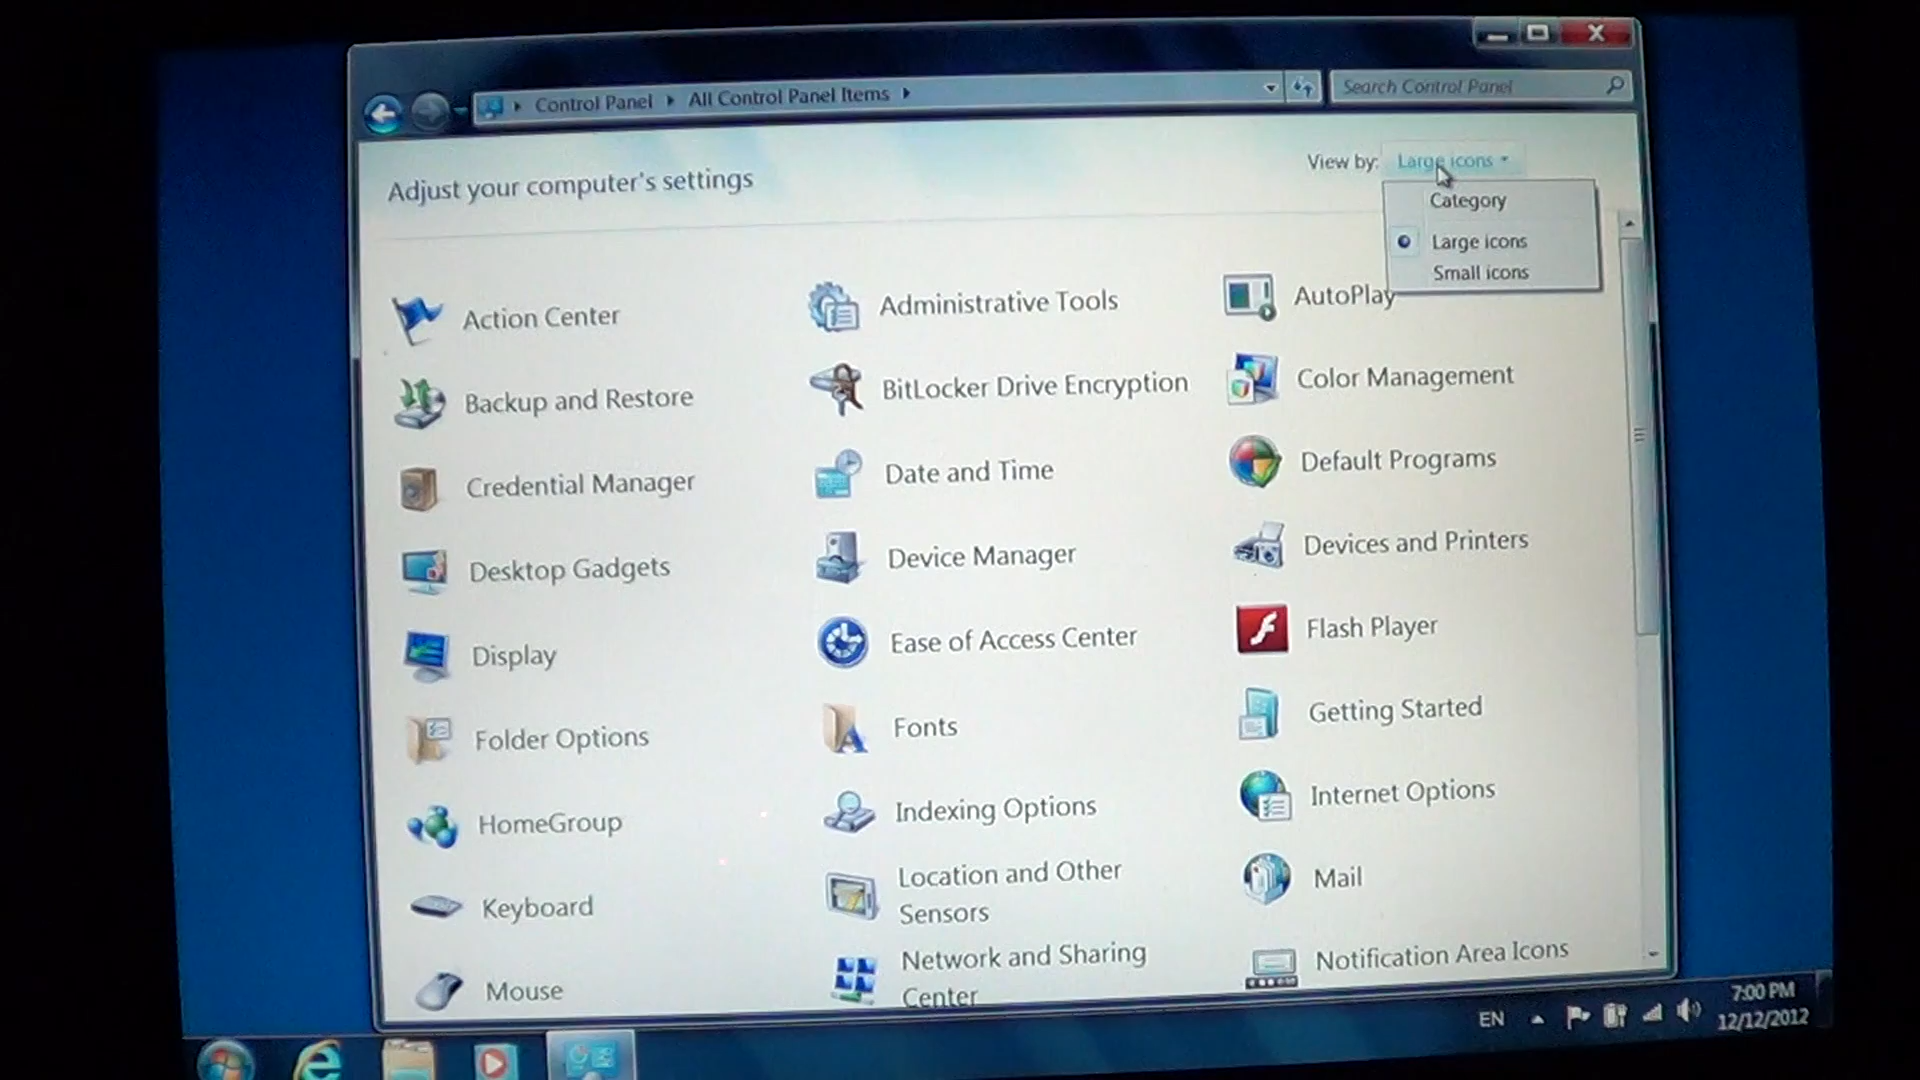 Control Panel
All Control Panel Items
Search Control Panel
Adjust your computer's settings
View by:
Large icons
Category
Large icons
Small icons
Action Center
Administrative Tools
AutoPlay
Backup and Restore
BitLocker Drive Encryption
Color Management
Credential Manager
Date and Time
Default Programs
Desktop Gadgets
Device Manager
Devices and Printers
Display
Ease of Access Center
Flash Player
Folder Options
Fonts
Getting Started
HomeGroup
Indexing Options
Internet Options
Keyboard
Location and Other
Sensors
Mail
Mouse
Network and Sharing
Center
Notification Area Icons
EN
7:00 PM
12/12/2012